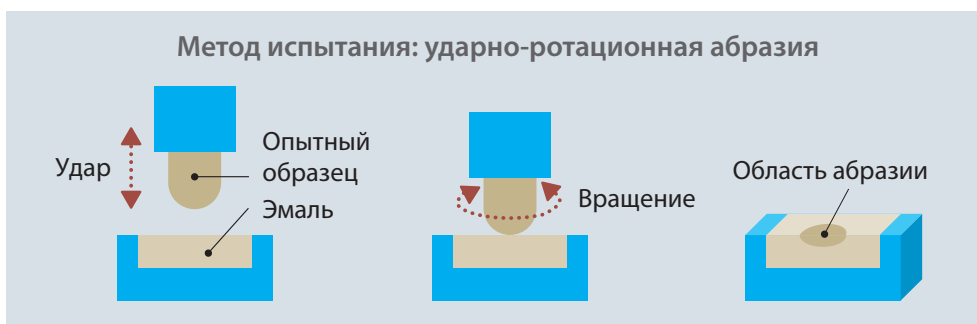 Метод испытания: ударно-ротационная абразия
Удар
Опытный
образец
Эмаль
Вращение
Область абразии